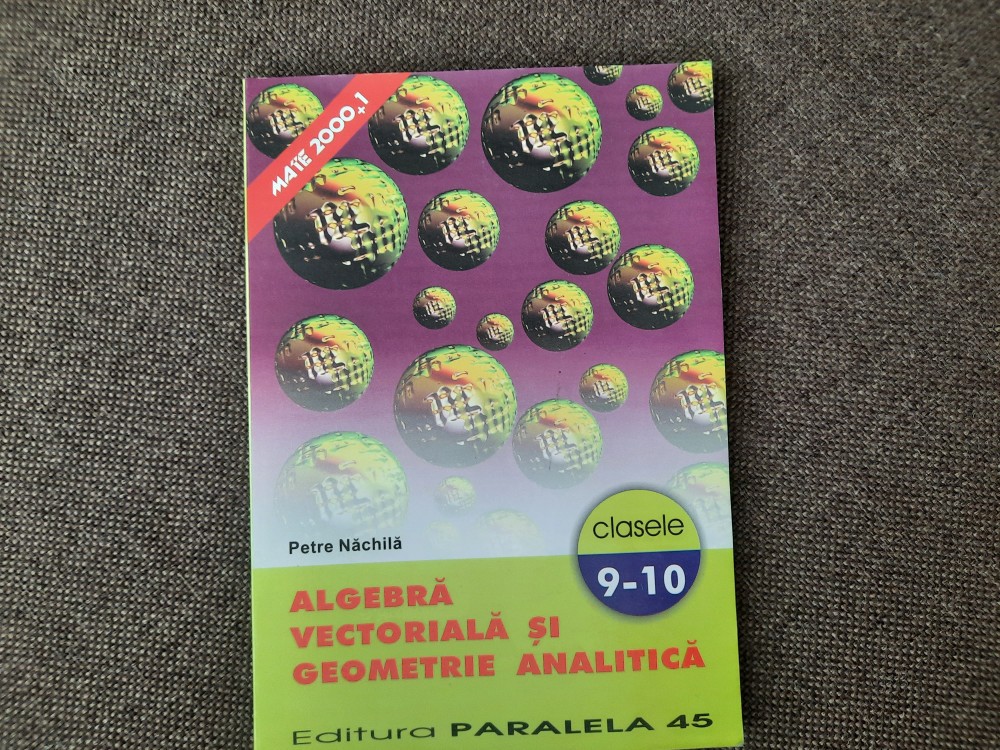 MATE 2000+1
Petre Năchilă
clasele
9-10
ALGEBRĂ
VECTORIALĂ ȘI
GEOMETRIE ANALITICĂ
Editura PARALELA 45